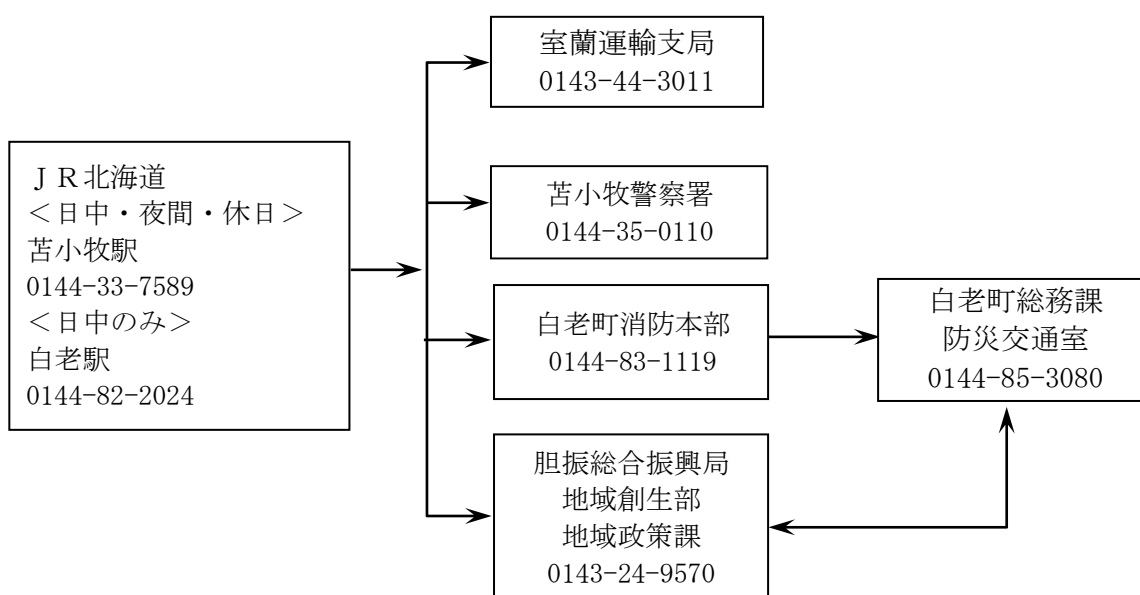 ＪＲ北海道
＜日中・夜間・休日＞
苫小牧駅
0144-33-7589
＜日中のみ＞
白老駅
0144-82-2024
室蘭運輸支局
0143-44-3011
苫小牧警察署
0144-35-0110
白老町消防本部
0144-83-1119
胆振総合振興局
地域創生部
地域政策課
0143-24-9570
白老町総務課
防災交通室
0144-85-3080